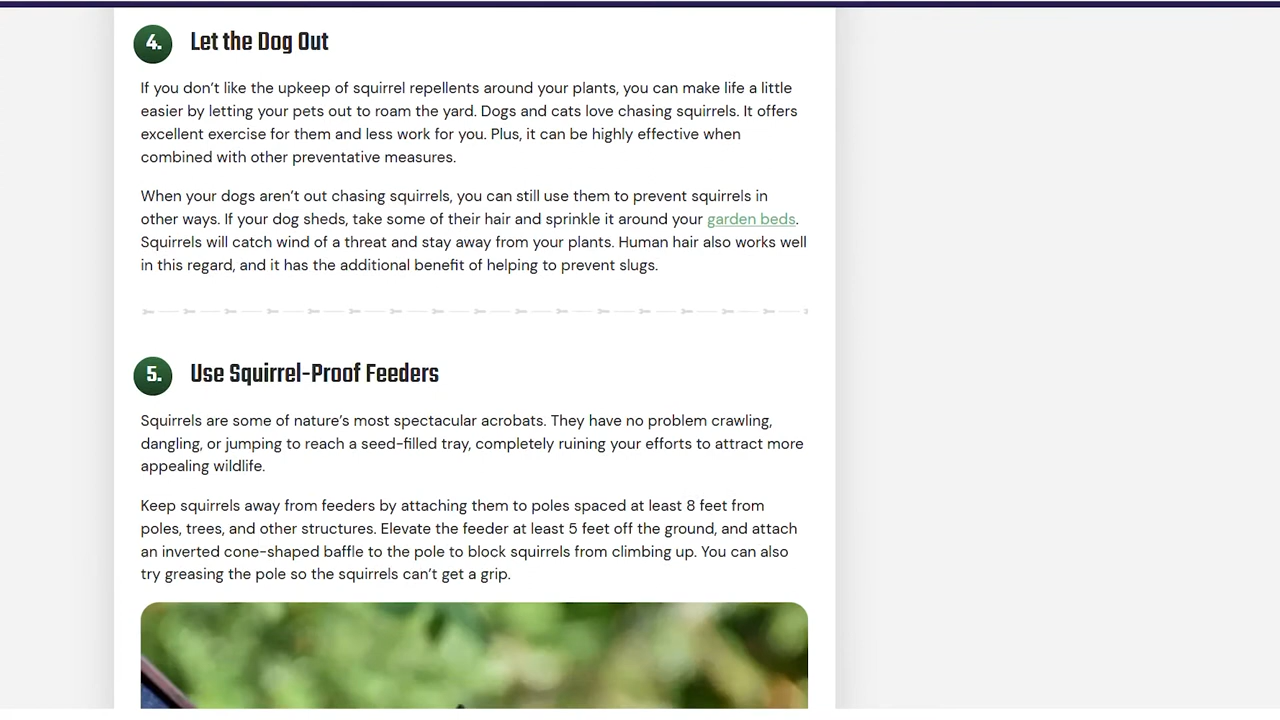 4. Let the Dog Out
If you don’t like the upkeep of squirrel repellents around your plants, you can make life a little
easier by letting your pets out to roam the yard. Dogs and cats love chasing squirrels. It offers
excellent exercise for them and less work for you. Plus, it can be highly effective when
combined with other preventative measures.
When your dogs aren’t out chasing squirrels, you can still use them to prevent squirrels in
other ways. If your dog sheds, take some of their hair and sprinkle it around your garden beds.
Squirrels will catch wind of a threat and stay away from your plants. Human hair also works well
in this regard, and it has the additional benefit of helping to prevent slugs.
5. Use Squirrel-Proof Feeders
Squirrels are some of nature’s most spectacular acrobats. They have no problem crawling,
dangling, or jumping to reach a seed-filled tray, completely ruining your efforts to attract more
appealing wildlife.
Keep squirrels away from feeders by attaching them to poles spaced at least 8 feet from
poles, trees, and other structures. Elevate the feeder at least 5 feet off the ground, and attach
an inverted cone-shaped baffle to the pole to block squirrels from climbing up. You can also
try greasing the pole so the squirrels can’t get a grip.